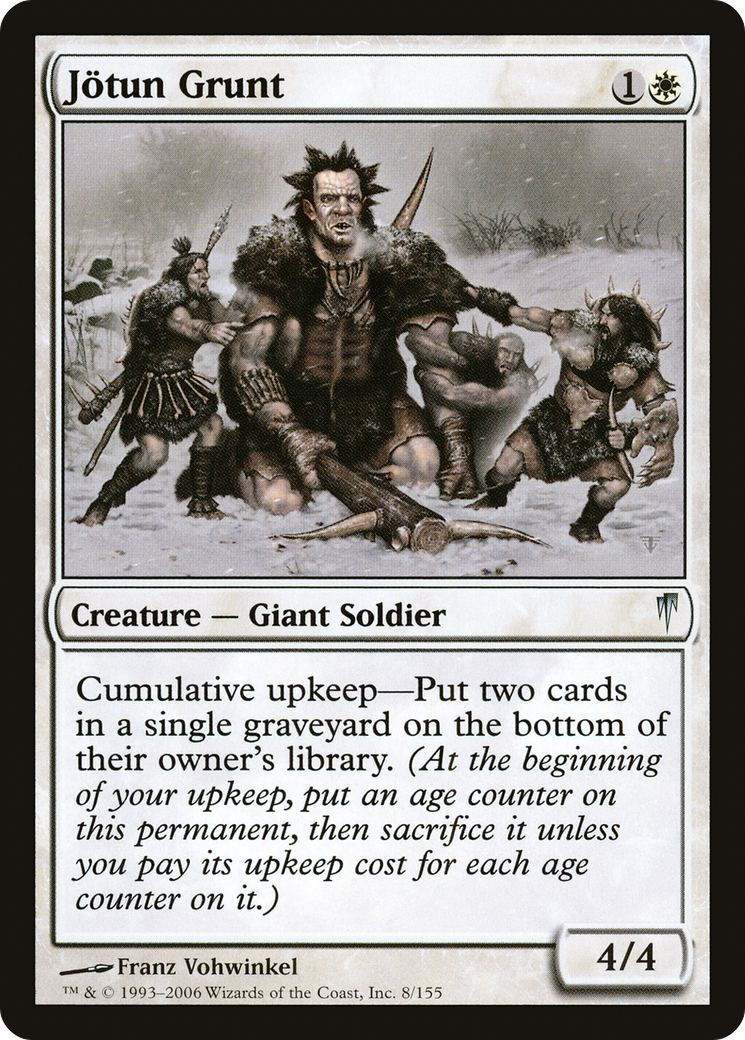 Jötun Grunt
1
Creature — Giant Soldier
Cumulative upkeep—Put two cards
in a single graveyard on the bottom of
their owner's library. (At the beginning
of your upkeep, put an age counter on
this permanent, then sacrifice it unless
you pay its upkeep cost for each age
counter on it.)
4/4
Franz Vohwinkel
™ & © 1993–2006 Wizards of the Coast, Inc. 8/155